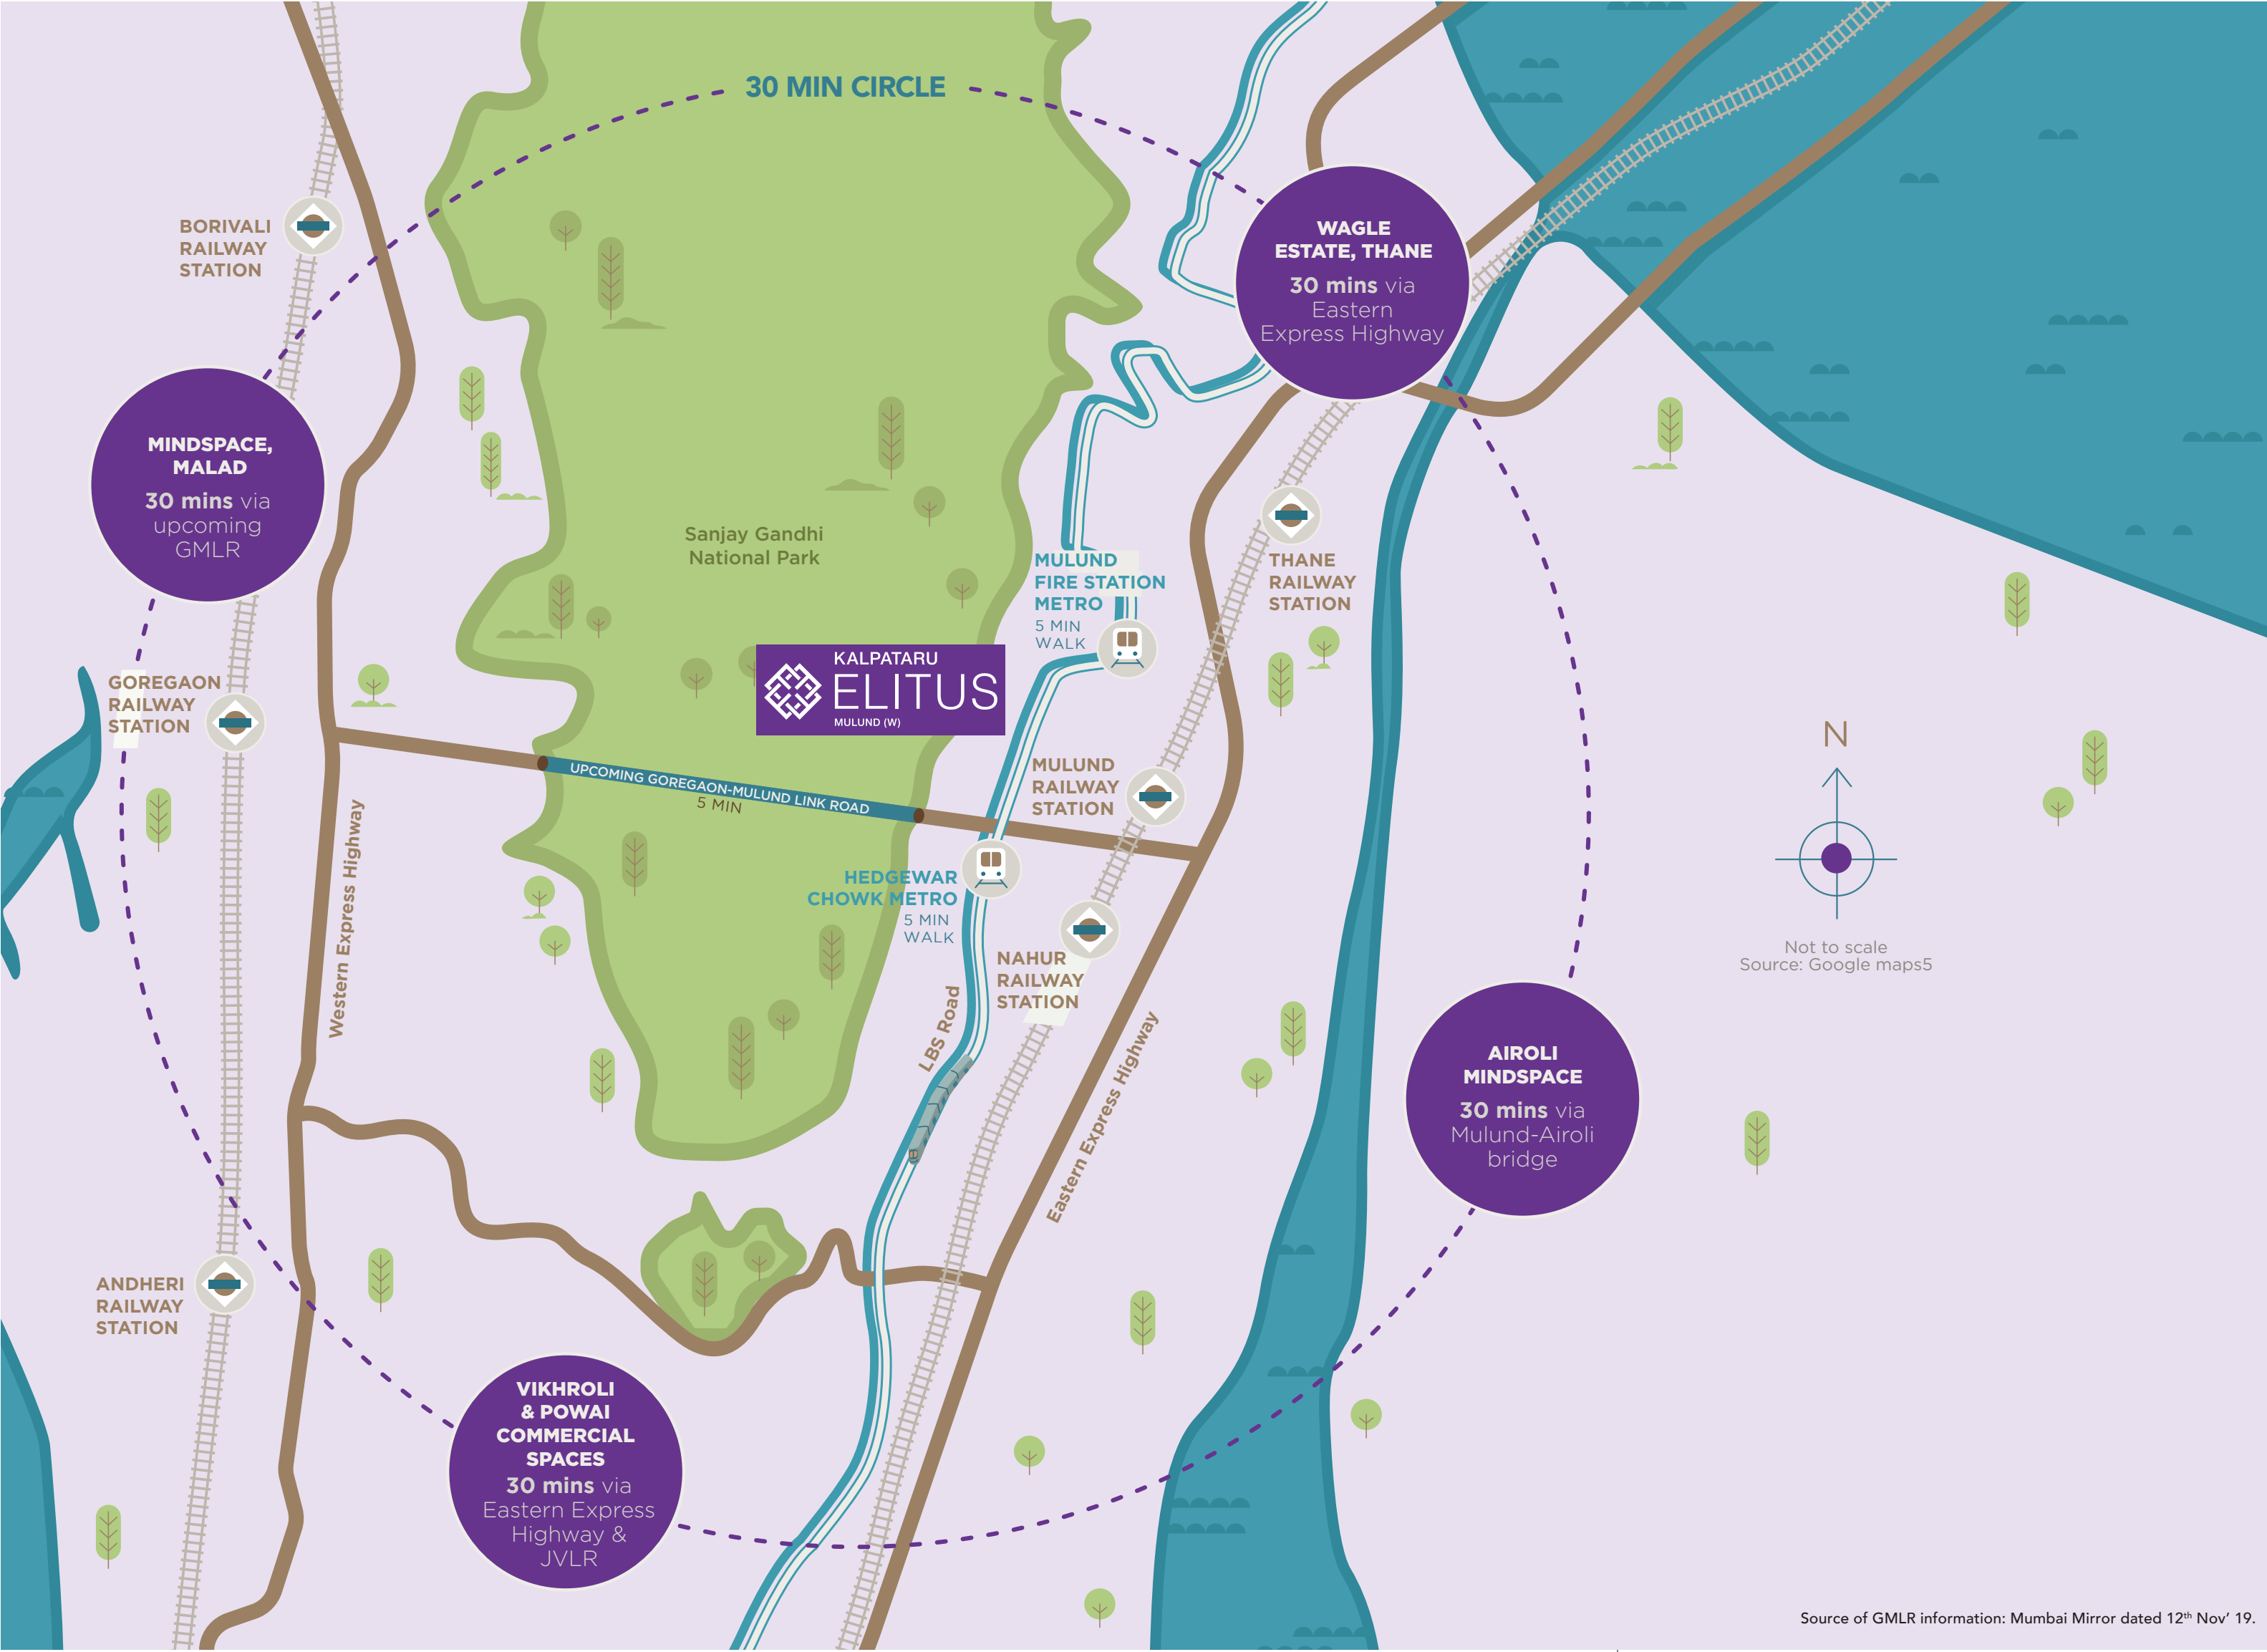 30 MIN CIRCLE
BORIVALI
RAILWAY
STATION
WAGLE
ESTATE, THANE
30 mins via
Eastern
Express Highway
MINDSPACE,
MALAD
30 mins via
upcoming
GMLR
Sanjay Gandhi
National Park
MULUND
FIRE STATION
METRO
5 MIN
WALK
THANE
RAILWAY
STATION
GOREGAON
RAILWAY
STATION
KALPATARU
ELITUS
MULUND (W)
UPCOMING GOREGAON-MULUND LINK ROAD
5 MIN
MULUND
RAILWAY
STATION
N
Not to scale
Source: Google maps5
HEDGEWAR
CHOWK METRO
5 MIN
WALK
NAHUR
RAILWAY
STATION
Western Express Highway
LBS Road
Eastern Express Highway
AIROLI
MINDSPACE
30 mins via
Mulund-Airoli
bridge
ANDHERI
RAILWAY
STATION
VIKHROLI
& POWAI
COMMERCIAL
SPACES
30 mins via
Eastern Express
Highway &
JVLR
Source of GMLR information: Mumbai Mirror dated 12th Nov' 19.